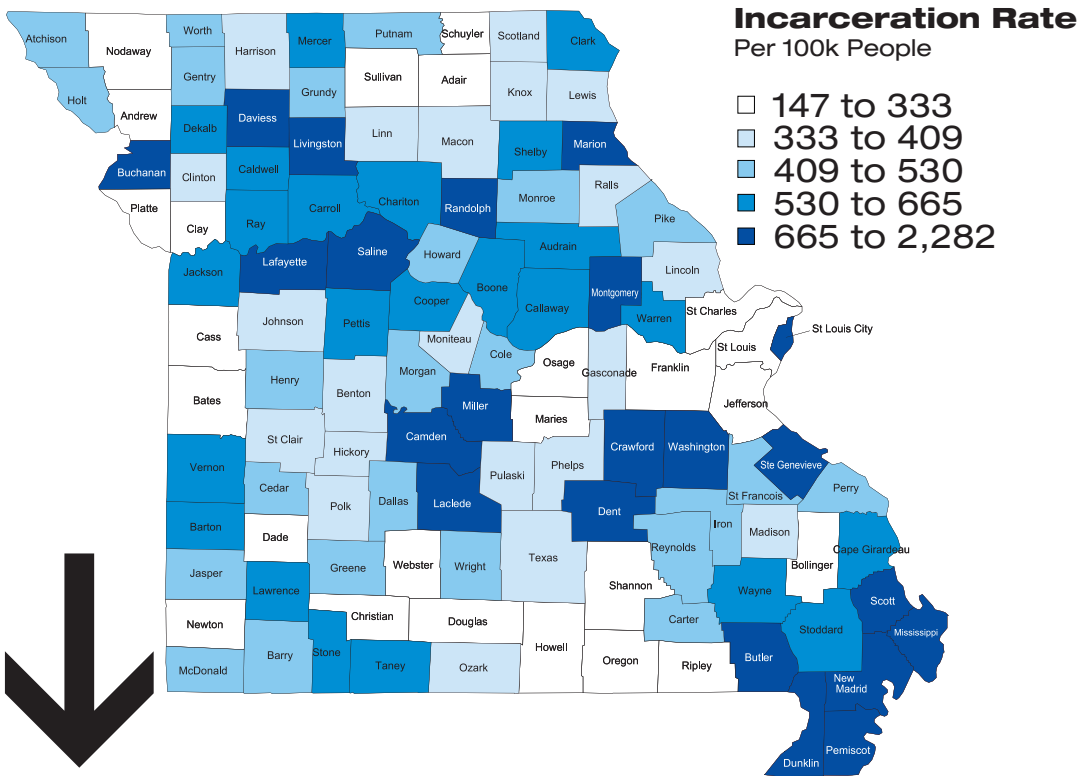 Incarceration Rate
Per 100k People
147 to 333
333 to 409
409 to 530
530 to 665
665 to 2,282
Atchison
Nodaway
Worth
Harrison
Mercer
Putnam
Schuyler
Scotland
Clark
Gentry
Sullivan
Adair
Holt
Andrew
Grundy
Knox
Lewis
Dekalb
Daviess
Livingston
Linn
Macon
Shelby
Marion
Buchanan
Clinton
Caldwell
Platte
Clay
Ray
Carroll
Chariton
Randolph
Monroe
Ralls
Pike
Jackson
Lafayette
Saline
Howard
Boone
Audrain
Lincoln
Cooper
Callaway
Montgomery
Warren
St Charles
St Louis City
Cass
Johnson
Pettis
Moniteau
Cole
Osage
Gasconade
Franklin
St Louis
Bates
Henry
Benton
Morgan
Miller
Maries
Jefferson
St Clair
Hickory
Camden
Crawford
Washington
Ste Genevieve
Vernon
Cedar
Polk
Dallas
Laclede
Pulaski
Phelps
St Francois
Perry
Barton
Dade
Dent
Iron
Madison
Jasper
Greene
Webster
Wright
Texas
Reynolds
Bollinger
Cape Girardeau
Lawrence
Shannon
Wayne
Newton
Christian
Douglas
Howell
Carter
Stoddard
Scott
Mississippi
McDonald
Barry
Stone
Taney
Ozark
Oregon
Ripley
Butler
New
Madrid
Dunklin
Pemiscot